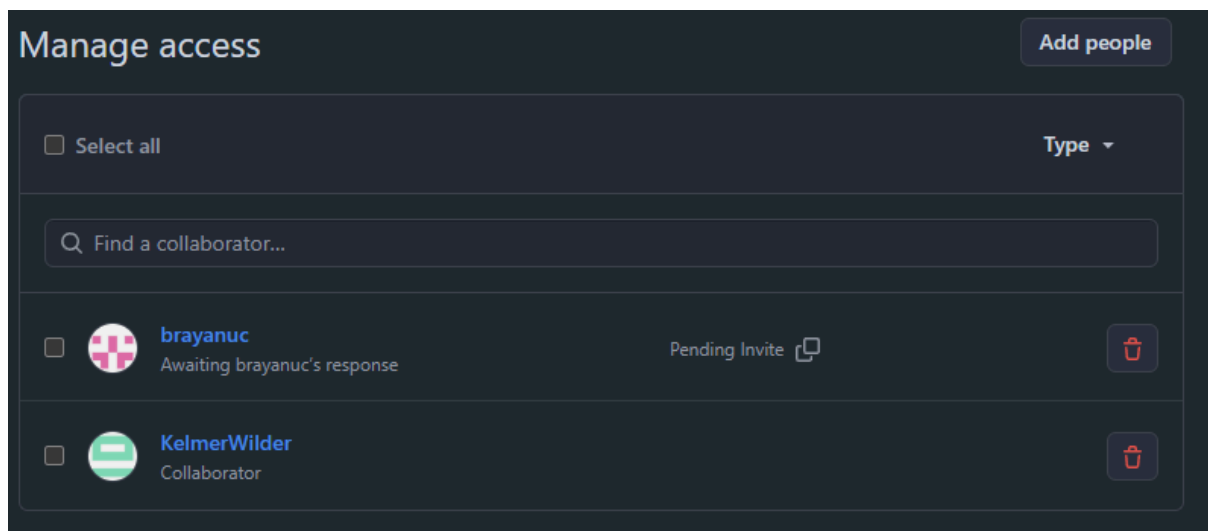 Manage access
Add people
Select all
Type
Find a collaborator...
brayanuc
Awaiting brayanuc's response
Pending Invite
KelmerWilder
Collaborator